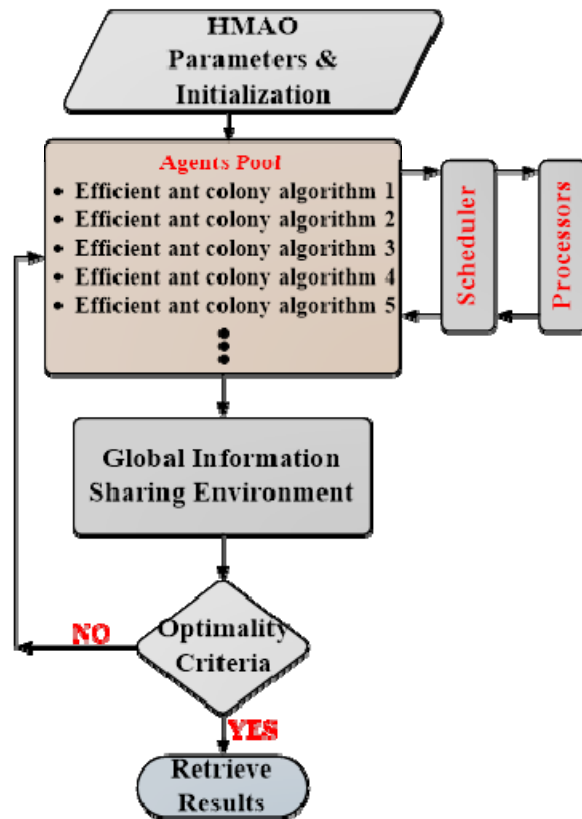 HMAO
Parameters &
Initialization
Agents Pool
• Efficient ant colony algorithm 1
• Efficient ant colony algorithm 2
• Efficient ant colony algorithm 3
• Efficient ant colony algorithm 4
• Efficient ant colony algorithm 5
Scheduler
Processors
Global Information
Sharing Environment
Optimality
Criteria
NO
YES
Retrieve
Results